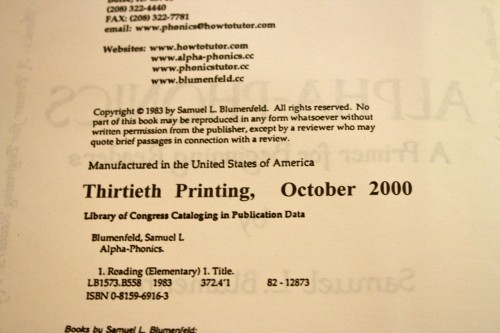 (208) 322-4440
FAX: (208) 322-7781
email: www.phonics@howtotutor.com
Websites: www.howtotutor.com
www.alpha-phonics.cc
www.phonicstutor.cc
www.blumenfeld.cc
Copyright © 1983 by Samuel L. Blumenfeld. All rights reserved. No
part of this book may be reproduced in any form whatsoever without
written permission from the publisher, except by a reviewer who may
quote brief passages in connection with a review.
Manufactured in the United States of America
Thirtieth Printing, October 2000
Library of Congress Cataloging in Publication Data
Blumenfeld, Samuel L
Alpha-Phonics.
1. Reading (Elementary) 1. Title.
LB1573.B558 1983 372.4'1 82-12873
ISBN 0-8159-6916-3
Books by Samuel L. Blumenfeld: